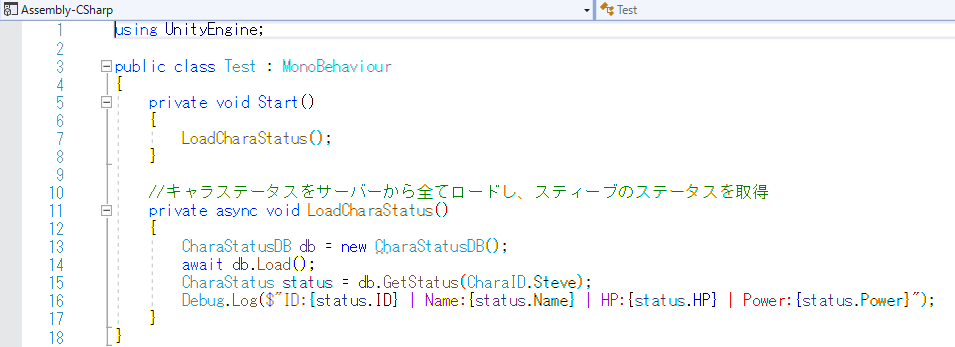 Assembly-CSharp
Test
1 using UnityEngine;
2
3 public class Test : MonoBehaviour
4 {
5 private void Start()
6 {
7 LoadCharaStatus();
8 }
9
10 //キャラステータスをサーバーから全てロードし、スティーブのステータスを取得
11 private async void LoadCharaStatus()
12 {
13 CharaStatusDB db = new CharaStatusDB();
14 await db.Load();
15 CharaStatus status = db.GetStatus(CharaID.Steve);
16 Debug.Log($"ID:{status.ID} | Name:{status.Name} | HP:{status.HP} | Power:{status.Power}");
17 }
18 }